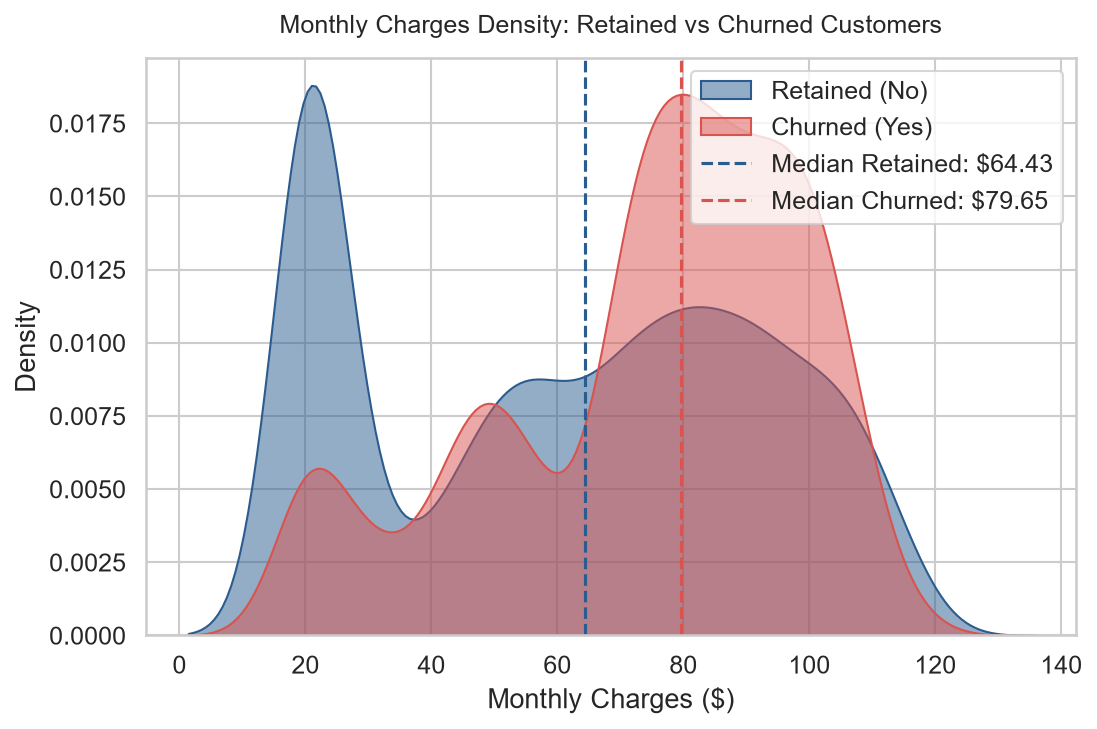 Monthly Charges Density: Retained vs Churned Customers
Retained (No)
Churned (Yes)
Median Retained: $64.43
Median Churned: $79.65
Density
0.0175
0.0150
0.0125
0.0100
0.0075
0.0050
0.0025
0.0000
0 20 40 60 80 100 120 140
Monthly Charges ($)